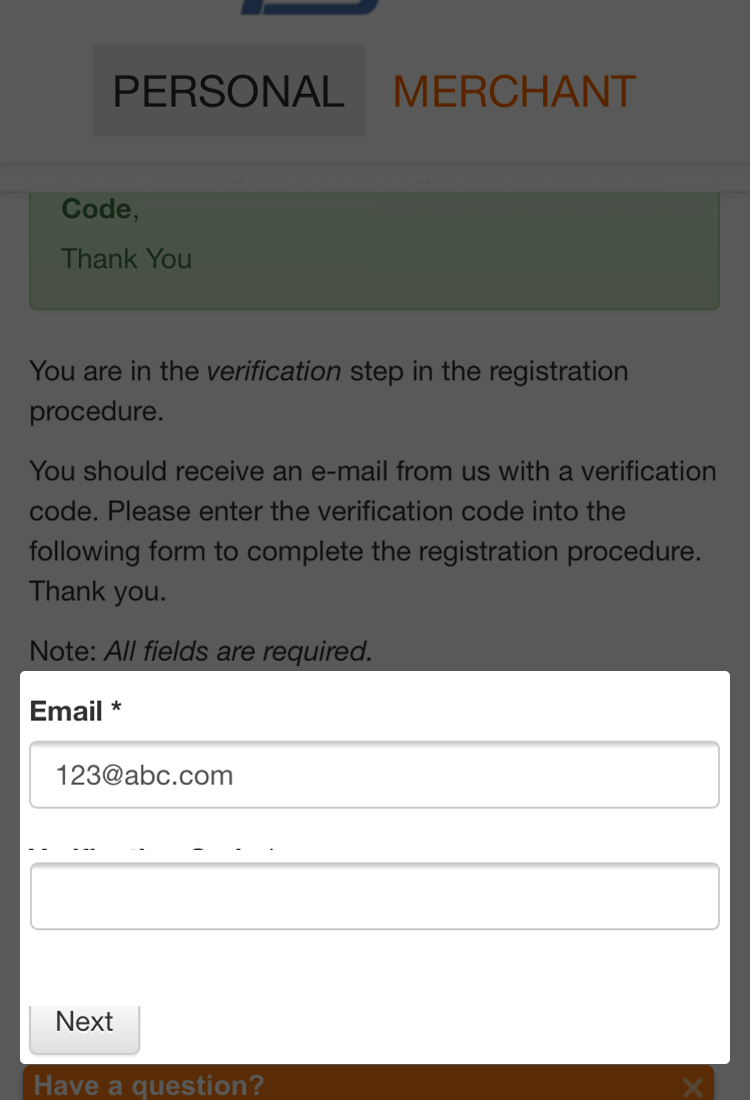 PERSONAL MERCHANT
Code,
Thank You
You are in the verification step in the registration
procedure.
You should receive an e-mail from us with a verification
code. Please enter the verification code into the
following form to complete the registration procedure.
Thank you.
Note: All fields are required.
Email *
123@abc.com
Next
Have a question? ×